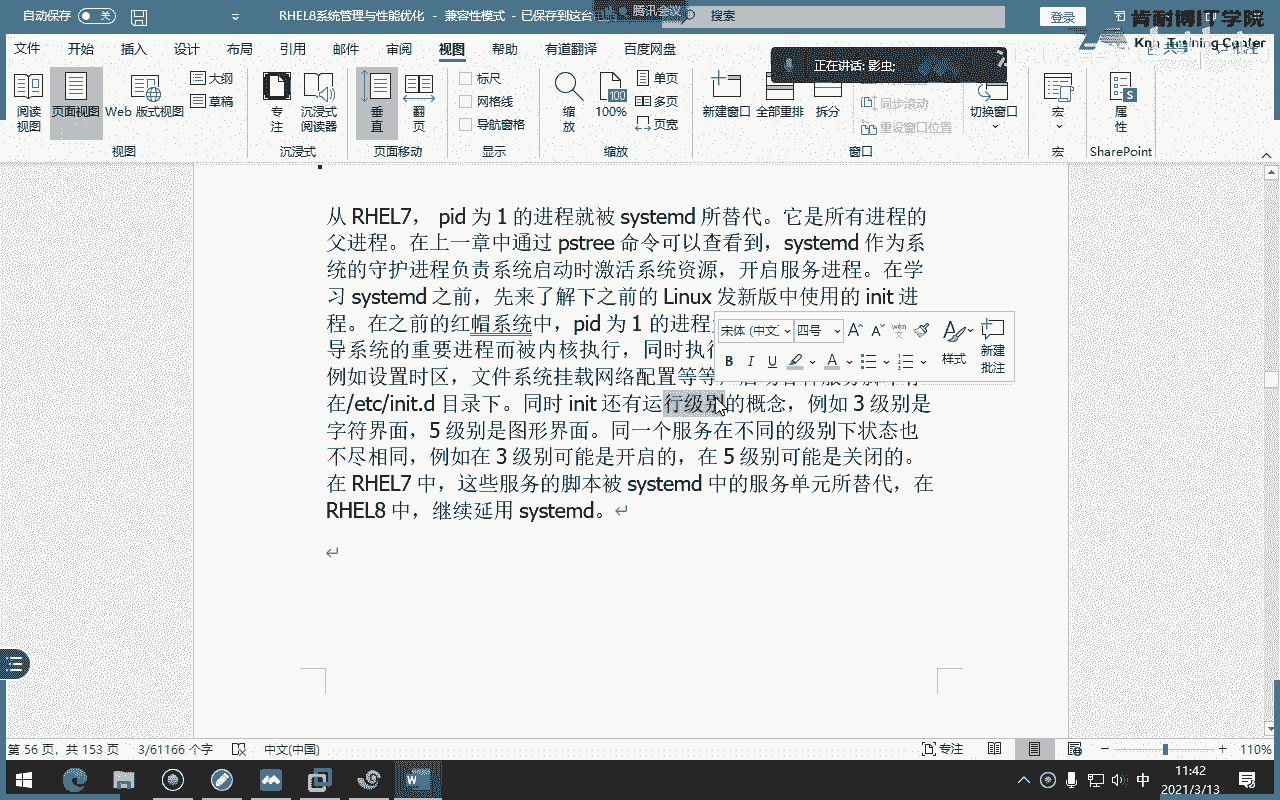 自动保存 关 RHEL8系统管理与性能优化 - 兼容性模式 - 已保存到这台 腾讯会议 搜索 登录 肯耐博IT学院
文件 开始 插入 设计 布局 引用 邮件 审阅 视图 帮助 有道翻译 百度网盘 共享 批注
Training Center
正在讲话: 影虫;
阅读视图 页面视图 Web 版式视图 大纲 草稿
专注 沉浸式阅读器
垂直 翻页
标尺 网格线 导航窗格
缩放 100% 100 单页 多页 页宽
新建窗口 全部重排 拆分 同步滚动 重设窗口位置 切换窗口
宏 属性
视图 沉浸式 页面移动 显示 缩放 窗口 宏 SharePoint
从 RHEL7， pid 为 1 的进程就被 systemd 所替代。它是所有进程的
父进程。在上一章中通过 pstree 命令可以查看到，systemd 作为系
统的守护进程负责系统启动时激活系统资源，开启服务进程。在学
习 systemd 之前，先来了解下之前的 Linux 发新版中使用的 init 进
程。在之前的红帽系统中，pid 为 1 的进程
导系统的重要进程而被内核执行，同时执行
例如设置时区，文件系统挂载网络配置等等
在/etc/init.d 目录下。同时 init 还有运行级别的概念，例如 3 级别是
字符界面，5 级别是图形界面。同一个服务在不同的级别下状态也
不尽相同，例如在 3 级别可能是开启的，在 5 级别可能是关闭的。
在 RHEL7 中，这些服务的脚本被 systemd 中的服务单元所替代，在
RHEL8 中，继续延用 systemd。
宋体 (中文) 四号 A A wén 文 样式 新建批注
B I U A
第 56 页，共 153 页 3/61166 个字 中文(中国) 专注 110%
中 11:42
2021/3/13